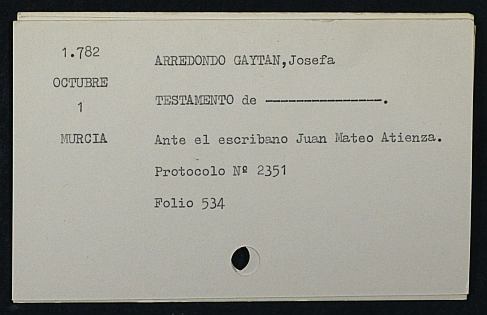 1.782
OCTUBRE
1
MURCIA
ARREDONDO GAYTAN,Josefa
TESTAMENTO de ---------------.
Ante el escribano Juan Mateo Atienza.
Protocolo Nº 2351
Folio 534